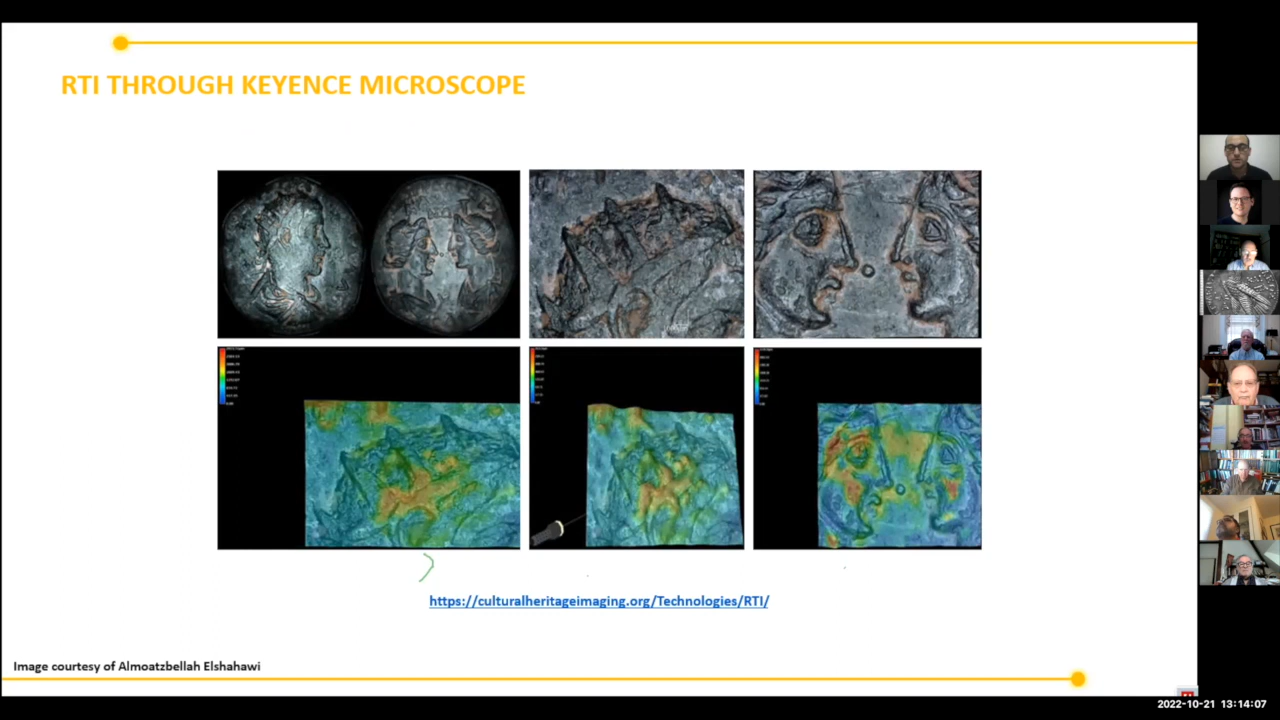 RTI THROUGH KEYENCE MICROSCOPE
https://culturalheritageimaging.org/Technologies/RTI/
Image courtesy of Almoatzbellah Elshahawi
2022-10-21 13:14:07